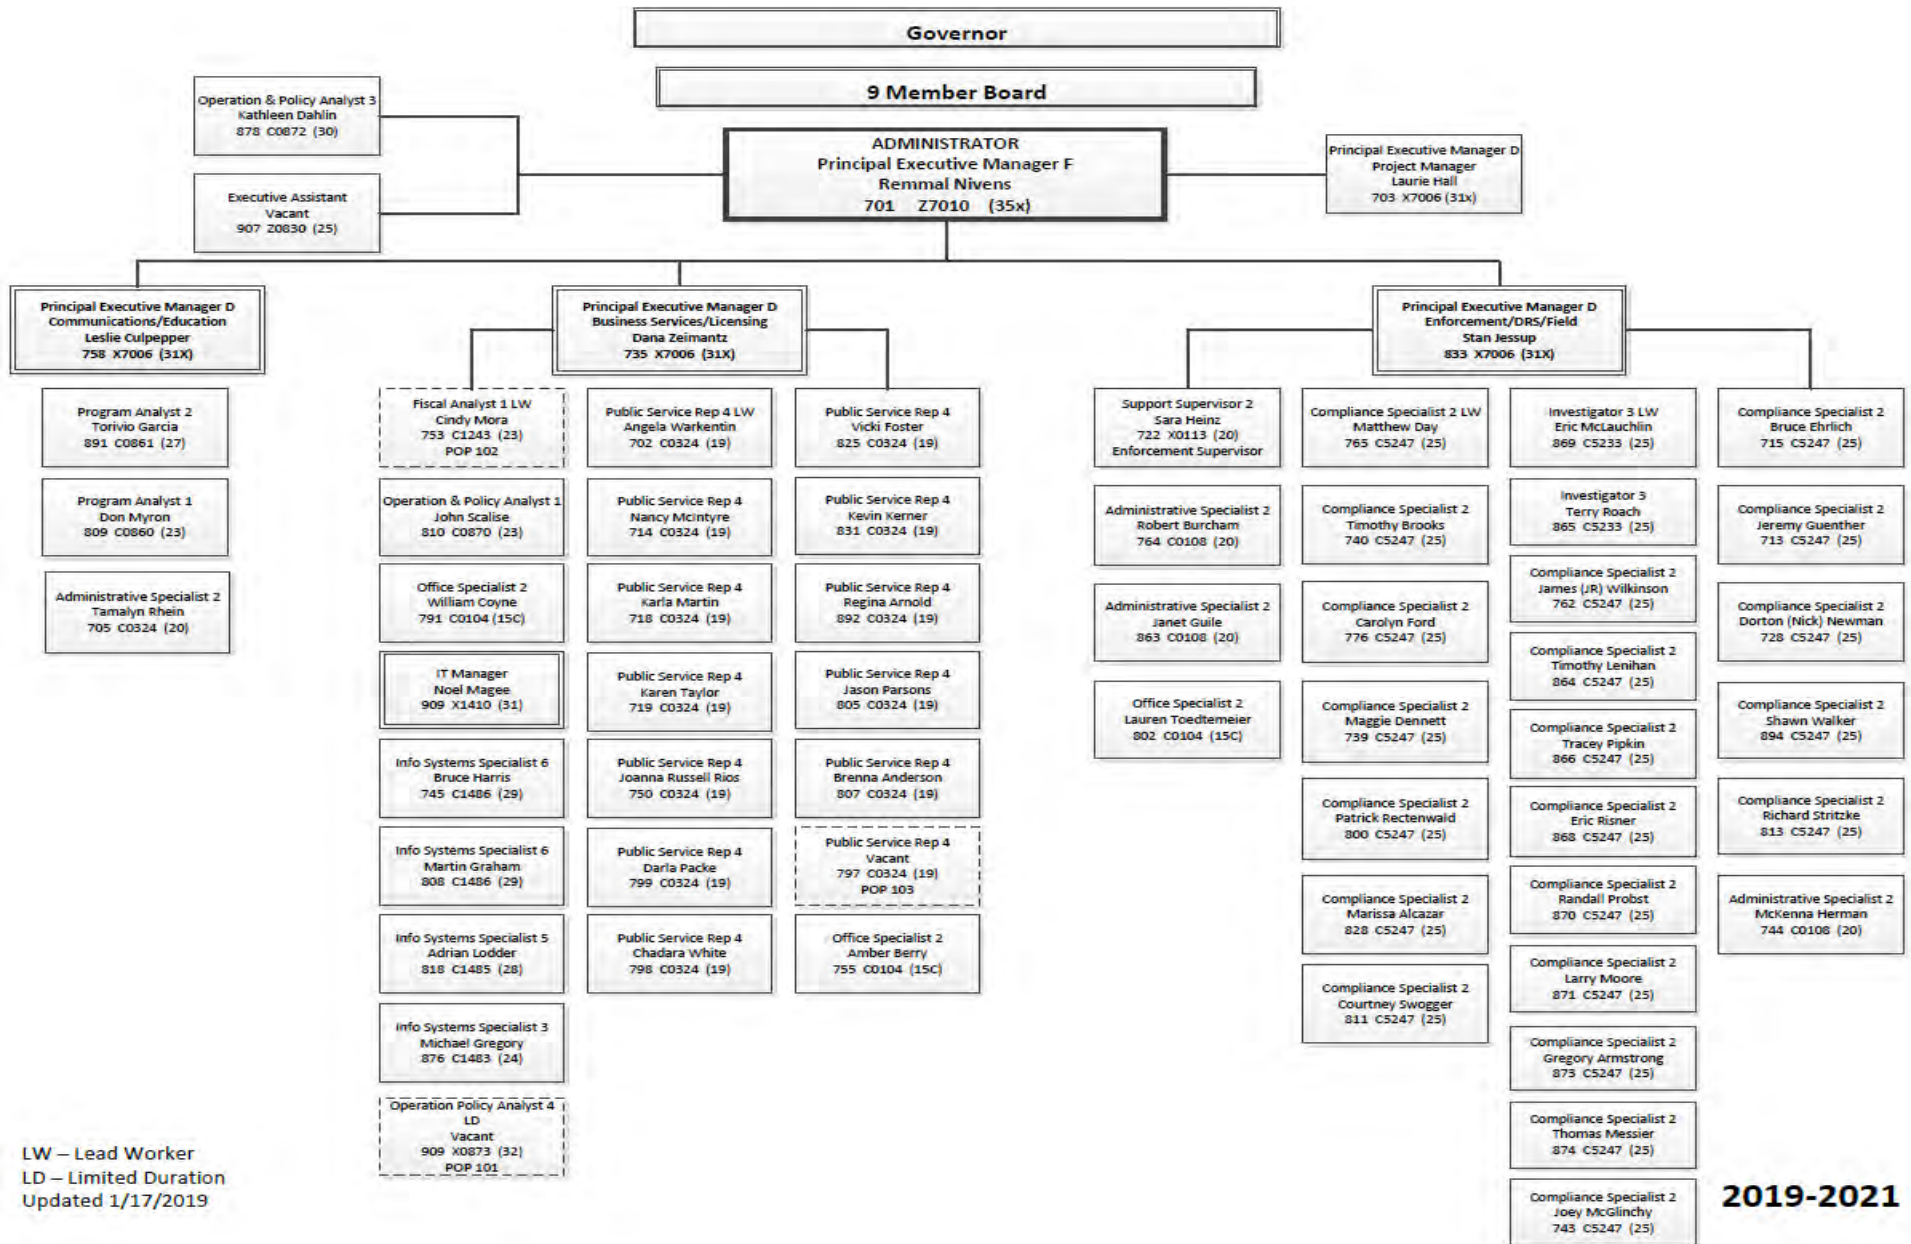 Governor
9 Member Board
Operation & Policy Analyst 3
Kathleen Dahlin
878 C0872 (30)
Executive Assistant
Vacant
907 Z0830 (25)
ADMINISTRATOR
Principal Executive Manager F
Remmal Nivens
701 Z7010 (35x)
Principal Executive Manager D
Project Manager
Laurie Hall
703 X7006 (31x)
Principal Executive Manager D
Communications/Education
Leslie Culpepper
758 X7006 (31X)
Program Analyst 2
Torivio Garcia
891 C0861 (27)
Program Analyst 1
Don Myron
809 C0860 (23)
Administrative Specialist 2
Tamalyn Rhein
705 C0324 (20)
Principal Executive Manager D
Business Services/Licensing
Dana Zeimantz
735 X7006 (31X)
Fiscal Analyst 1 LW
Cindy Mora
753 C1243 (23)
POP 102
Operation & Policy Analyst 1
John Scalise
810 C0870 (23)
Office Specialist 2
William Coyne
791 C0104 (15C)
IT Manager
Noel Magee
909 X1410 (31)
Info Systems Specialist 6
Bruce Harris
745 C1486 (29)
Info Systems Specialist 6
Martin Graham
808 C1486 (29)
Info Systems Specialist 5
Adrian Lodder
818 C1485 (28)
Info Systems Specialist 3
Michael Gregory
876 C1483 (24)
Operation Policy Analyst 4
LD
Vacant
909 X0873 (32)
POP 101
Public Service Rep 4 LW
Angela Warkentin
702 C0324 (19)
Public Service Rep 4
Nancy McIntyre
714 C0324 (19)
Public Service Rep 4
Karla Martin
718 C0324 (19)
Public Service Rep 4
Karen Taylor
719 C0324 (19)
Public Service Rep 4
Joanna Russell Rios
750 C0324 (19)
Public Service Rep 4
Darla Packe
799 C0324 (19)
Public Service Rep 4
Chadara White
798 C0324 (19)
Public Service Rep 4
Vicki Foster
825 C0324 (19)
Public Service Rep 4
Kevin Kerner
831 C0324 (19)
Public Service Rep 4
Regina Arnold
892 C0324 (19)
Public Service Rep 4
Jason Parsons
805 C0324 (19)
Public Service Rep 4
Brenna Anderson
807 C0324 (19)
Public Service Rep 4
Vacant
797 C0324 (19)
POP 103
Office Specialist 2
Amber Berry
755 C0104 (15C)
Principal Executive Manager D
Enforcement/DRS/Field
Stan Jessup
833 X7006 (31X)
Support Supervisor 2
Sara Heinz
722 X0113 (20)
Enforcement Supervisor
Administrative Specialist 2
Robert Burcham
764 C0108 (20)
Administrative Specialist 2
Janet Guile
863 C0108 (20)
Office Specialist 2
Lauren Toedtemeier
802 C0104 (15C)
Compliance Specialist 2 LW
Matthew Day
765 C5247 (25)
Compliance Specialist 2
Timothy Brooks
740 C5247 (25)
Compliance Specialist 2
Carolyn Ford
776 C5247 (25)
Compliance Specialist 2
Maggie Dennett
739 C5247 (25)
Compliance Specialist 2
Patrick Rectenwald
800 C5247 (25)
Compliance Specialist 2
Marissa Alcazar
828 C5247 (25)
Compliance Specialist 2
Courtney Swogger
811 C5247 (25)
Investigator 3 LW
Eric McLauchlin
869 C5233 (25)
Investigator 3
Terry Roach
865 C5233 (25)
Compliance Specialist 2
James (JR) Wilkinson
762 C5247 (25)
Compliance Specialist 2
Timothy Lenihan
864 C5247 (25)
Compliance Specialist 2
Tracey Pipkin
866 C5247 (25)
Compliance Specialist 2
Eric Risner
868 C5247 (25)
Compliance Specialist 2
Randall Probst
870 C5247 (25)
Compliance Specialist 2
Larry Moore
871 C5247 (25)
Compliance Specialist 2
Gregory Armstrong
873 C5247 (25)
Compliance Specialist 2
Thomas Messier
874 C5247 (25)
Compliance Specialist 2
Joey McGlinchy
743 C5247 (25)
Compliance Specialist 2
Bruce Ehrlich
715 C5247 (25)
Compliance Specialist 2
Jeremy Guenther
713 C5247 (25)
Compliance Specialist 2
Dorton (Nick) Newman
728 C5247 (25)
Compliance Specialist 2
Shawn Walker
894 C5247 (25)
Compliance Specialist 2
Richard Stritzke
813 C5247 (25)
Administrative Specialist 2
McKenna Herman
744 C0108 (20)
LW – Lead Worker
LD – Limited Duration
Updated 1/17/2019
2019-2021